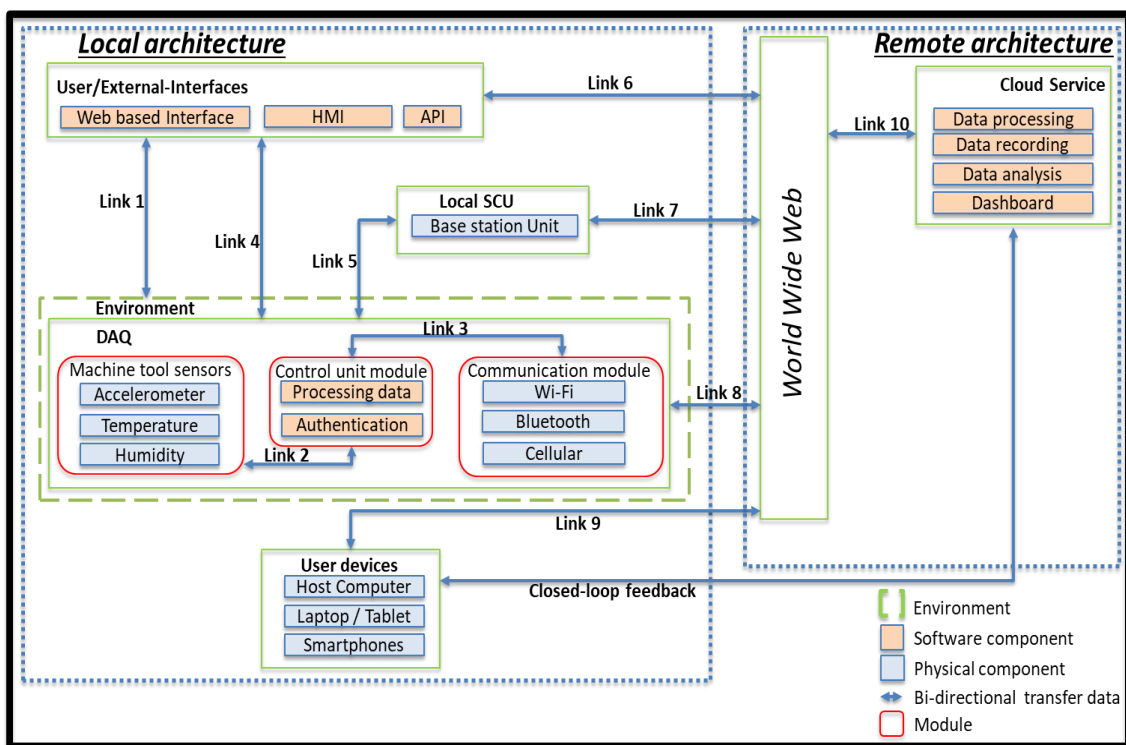 Local architecture
Remote architecture
User/External-Interfaces
Web based Interface
HMI
API
Link 6
Cloud Service
Data processing
Data recording
Data analysis
Dashboard
Link 10
Link 1
Link 4
Local SCU
Base station Unit
Link 7
Link 5
World Wide Web
Environment
DAQ
Link 3
Machine tool sensors
Accelerometer
Temperature
Humidity
Control unit module
Processing data
Authentication
Link 2
Communication module
Wi-Fi
Bluetooth
Cellular
Link 8
Link 9
User devices
Host Computer
Laptop / Tablet
Smartphones
Closed-loop feedback
Environment
Software component
Physical component
Bi-directional transfer data
Module